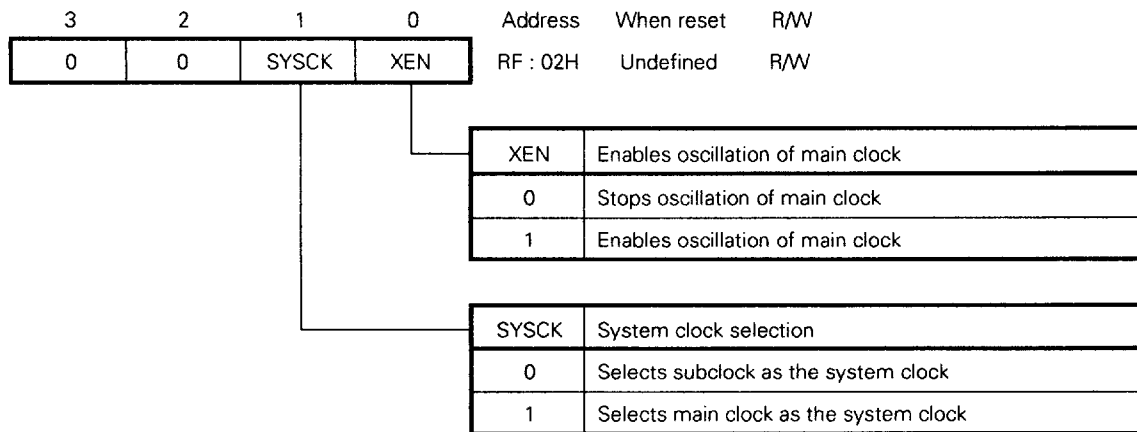 3 2 1 0 Address When reset R/W
0 0 SYSCK XEN RF : 02H Undefined R/W
XEN Enables oscillation of main clock
0 Stops oscillation of main clock
1 Enables oscillation of main clock
SYSCK System clock selection
0 Selects subclock as the system clock
1 Selects main clock as the system clock